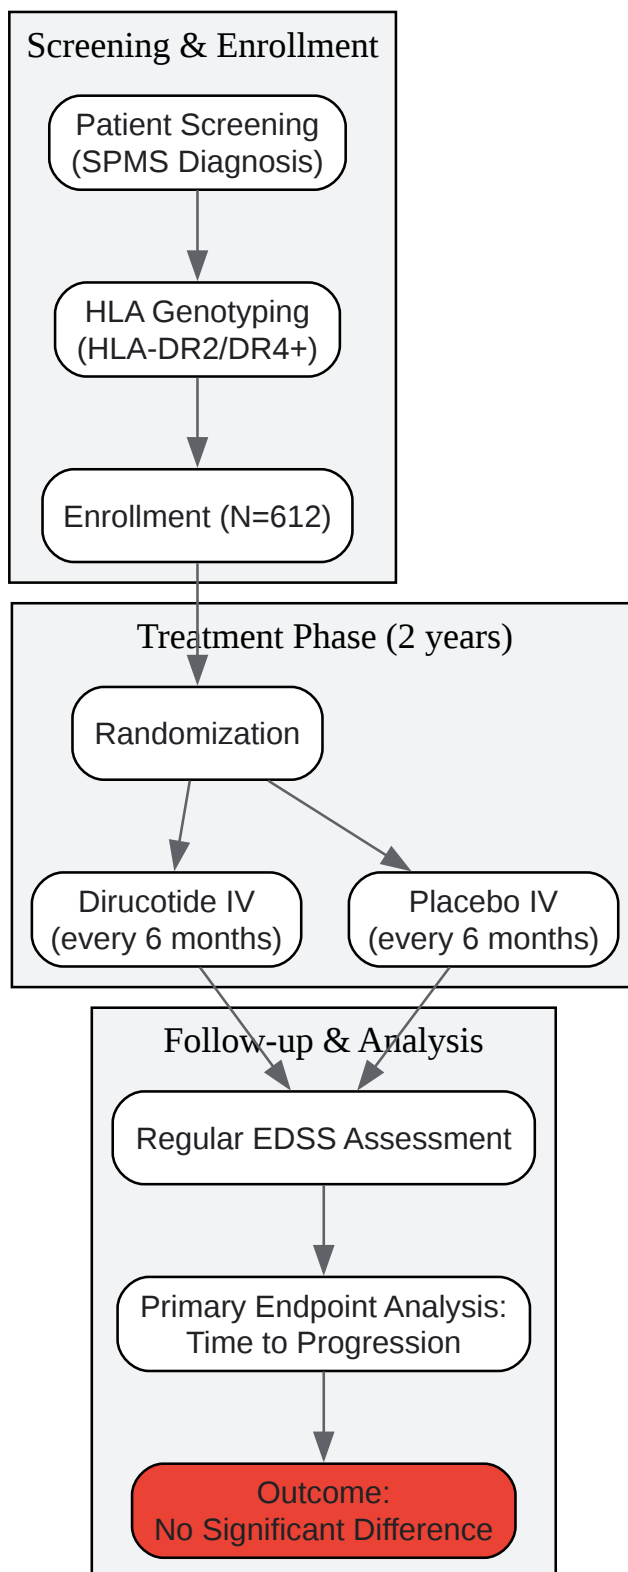 Screening & Enrollment
Patient Screening
(SPMS Diagnosis)
HLA Genotyping
(HLA-DR2/DR4+)
Enrollment (N=612)
Treatment Phase (2 years)
Randomization
Dirucotide IV
(every 6 months)
Placebo IV
(every 6 months)
Follow-up & Analysis
Regular EDSS Assessment
Primary Endpoint Analysis:
Time to Progression
Outcome:
No Significant Difference